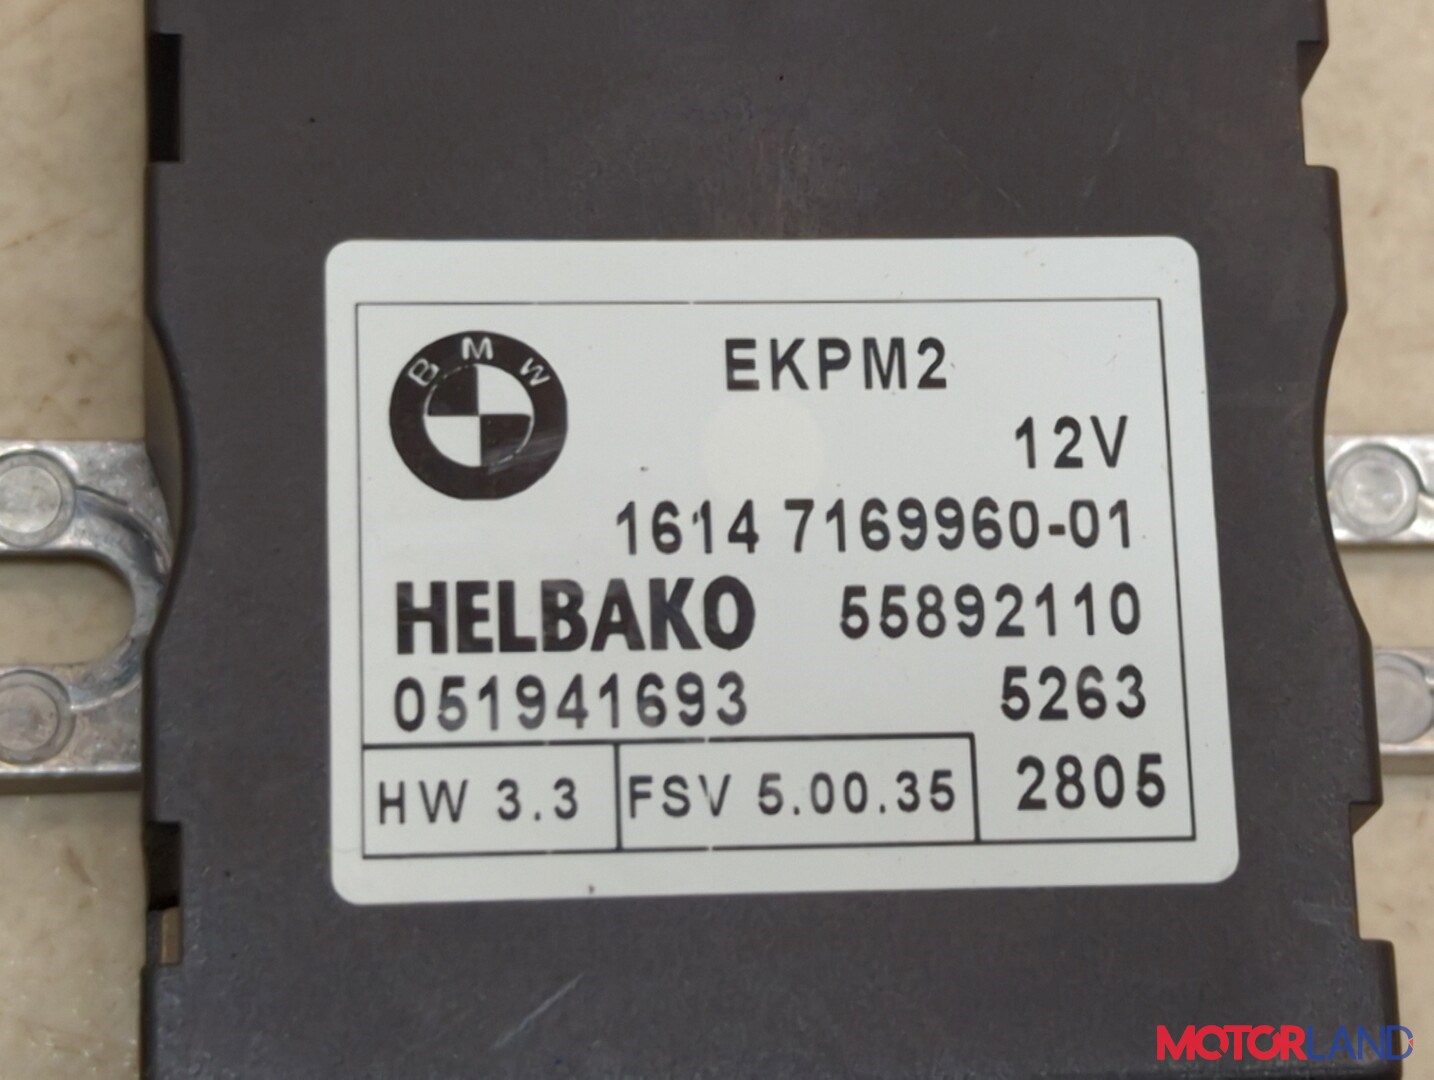 BMW
EKPM2
12V
1614 7169960-01
HELBAKO 55892110
051941693 5263
HW 3.3 FSV 5.00.35 2805
MOTORLAND